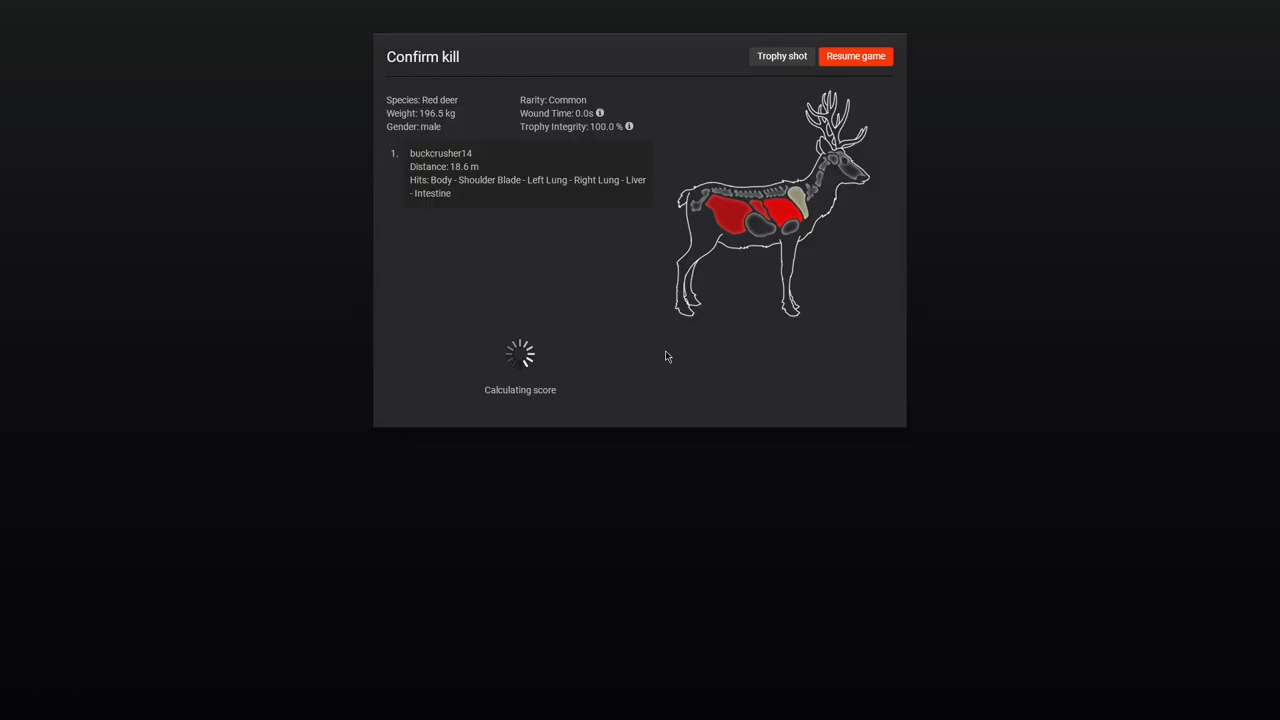 Confirm kill
Trophy shot
Resume game
Species: Red deer
Rarity: Common
Weight: 196.5 kg
Wound Time: 0.0s
Gender: male
Trophy Integrity: 100.0 %
1. buckcrusher14
Distance: 18.6 m
Hits: Body - Shoulder Blade - Left Lung - Right Lung - Liver
- Intestine
Calculating score